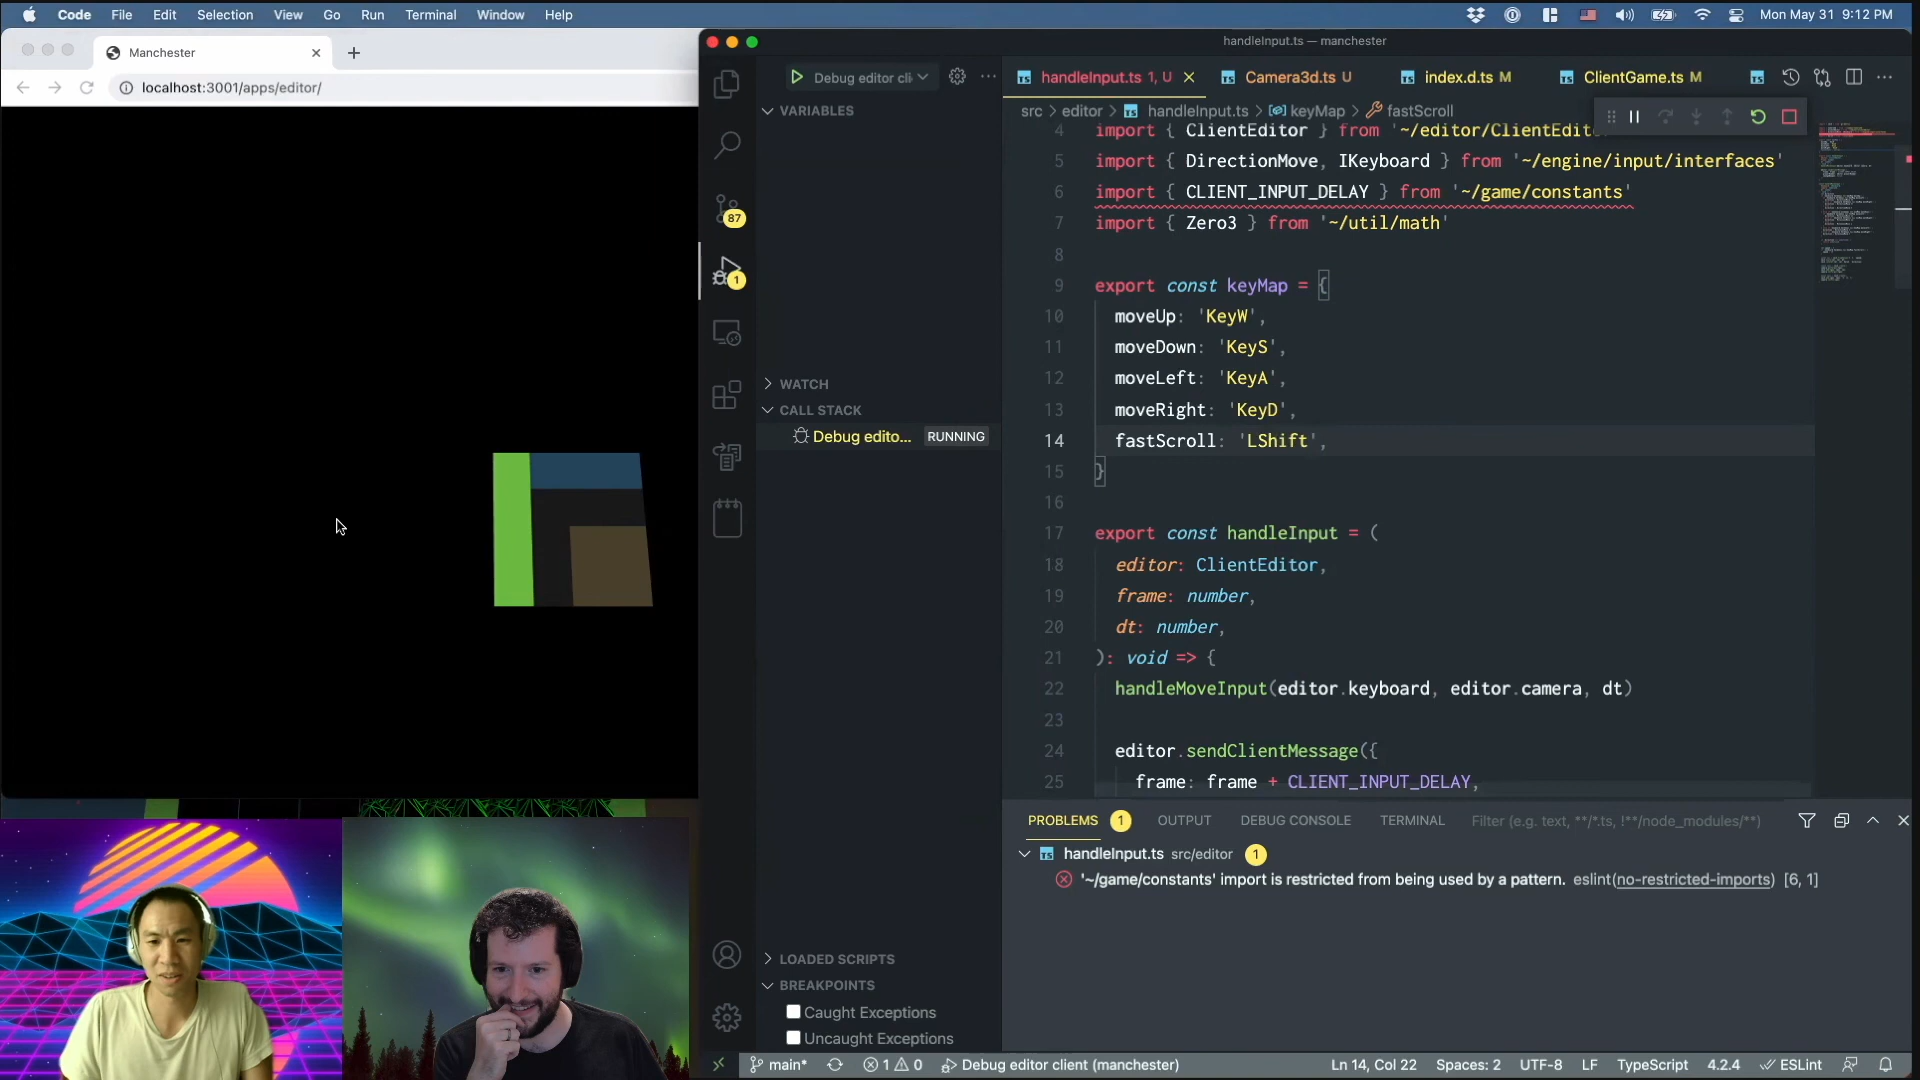 Code File Edit Selection View Go Run Terminal Window Help
Mon May 31 9:12 PM
Manchester
localhost:3001/apps/editor/
handleInput.ts — manchester
Debug editor cli
handleInput.ts 1, U
Camera3d.ts U
index.d.ts M
ClientGame.ts M
src > editor > handleInput.ts > keyMap > fastScroll
VARIABLES
WATCH
CALL STACK
Debug edito... RUNNING
LOADED SCRIPTS
BREAKPOINTS
Caught Exceptions
Uncaught Exceptions
87
1
4 import { ClientEditor } from '~/editor/ClientEdit
5 import { DirectionMove, IKeyboard } from '~/engine/input/interfaces'
6 import { CLIENT_INPUT_DELAY } from '~/game/constants'
7 import { Zero3 } from '~/util/math'
8
9 export const keyMap = {
10 moveUp: 'KeyW',
11 moveDown: 'KeyS',
12 moveLeft: 'KeyA',
13 moveRight: 'KeyD',
14 fastScroll: 'LShift',
15 }
16
17 export const handleInput = (
18 editor: ClientEditor,
19 frame: number,
20 dt: number,
21 ): void => {
22 handleMoveInput(editor.keyboard, editor.camera, dt)
23
24 editor.sendClientMessage({
25 frame: frame + CLIENT_INPUT_DELAY,
PROBLEMS 1 OUTPUT DEBUG CONSOLE TERMINAL Filter (e.g. text, **/*.ts, !**/node_modules/**)
handleInput.ts src/editor 1
'~/game/constants' import is restricted from being used by a pattern. eslint(no-restricted-imports) [6, 1]
main* 1 0 Debug editor client (manchester) Ln 14, Col 22 Spaces: 2 UTF-8 LF TypeScript 4.2.4 ESLint